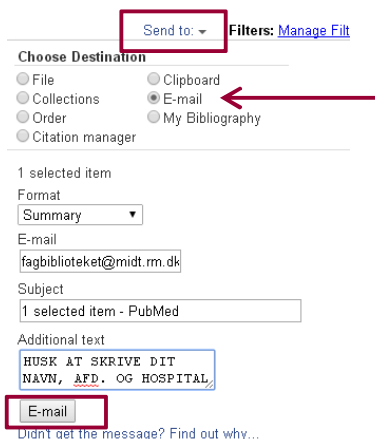 Send to: Filters: Manage Filt
Choose Destination
File Clipboard
Collections E-mail
Order My Bibliography
Citation manager
1 selected item
Format
Summary
E-mail
fagbiblioteket@midt.rm.dk
Subject
1 selected item - PubMed
Additional text
HUSK AT SKRIVE DIT
NAVN, AFD. OG HOSPITAL
E-mail
Didn't get the message? Find out why...